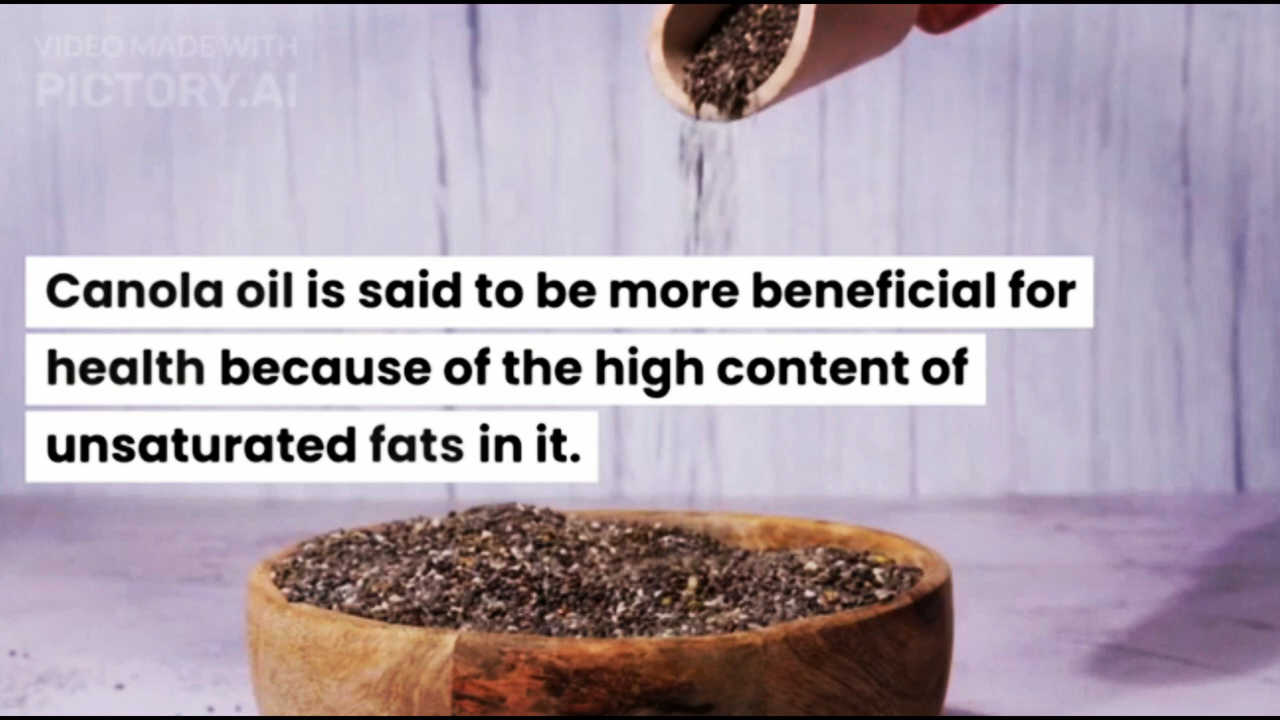 VIDEO MADE WITH
PICTORY.AI
Canola oil is said to be more beneficial for
health because of the high content of
unsaturated fats in it.